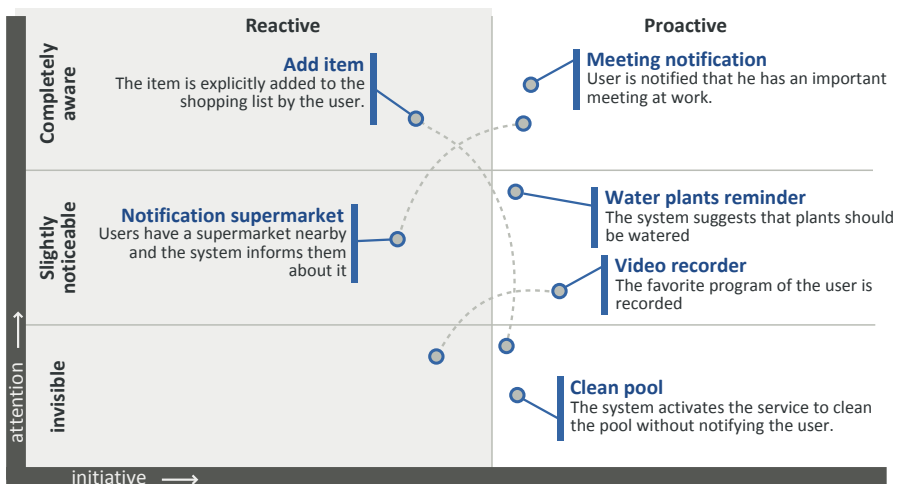 Reactive
Proactive
Completely
aware
Add item
The item is explicitly added to the
shopping list by the user.
Meeting notification
User is notified that he has an important
meeting at work.
Slightly
noticeable
Notification supermarket
Users have a supermarket nearby
and the system informs them
about it
Water plants reminder
The system suggests that plants should
be watered
Video recorder
The favorite program of the user is
recorded
invisible
Clean pool
The system activates the service to clean
the pool without notifying the user.
attention
initiative